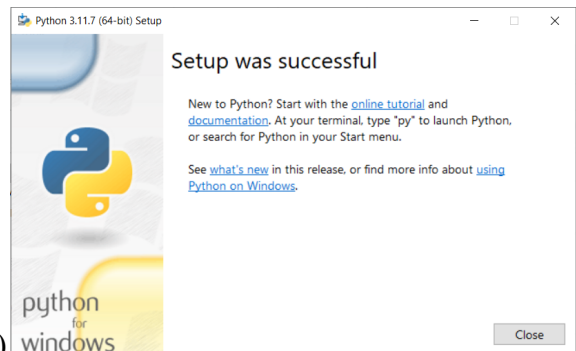 Python 3.11.7 (64-bit) Setup
Setup was successful
New to Python? Start with the online tutorial and
documentation. At your terminal, type "py" to launch Python,
or search for Python in your Start menu.
See what's new in this release, or find more info about using
Python on Windows.
python
for
windows
Close
)